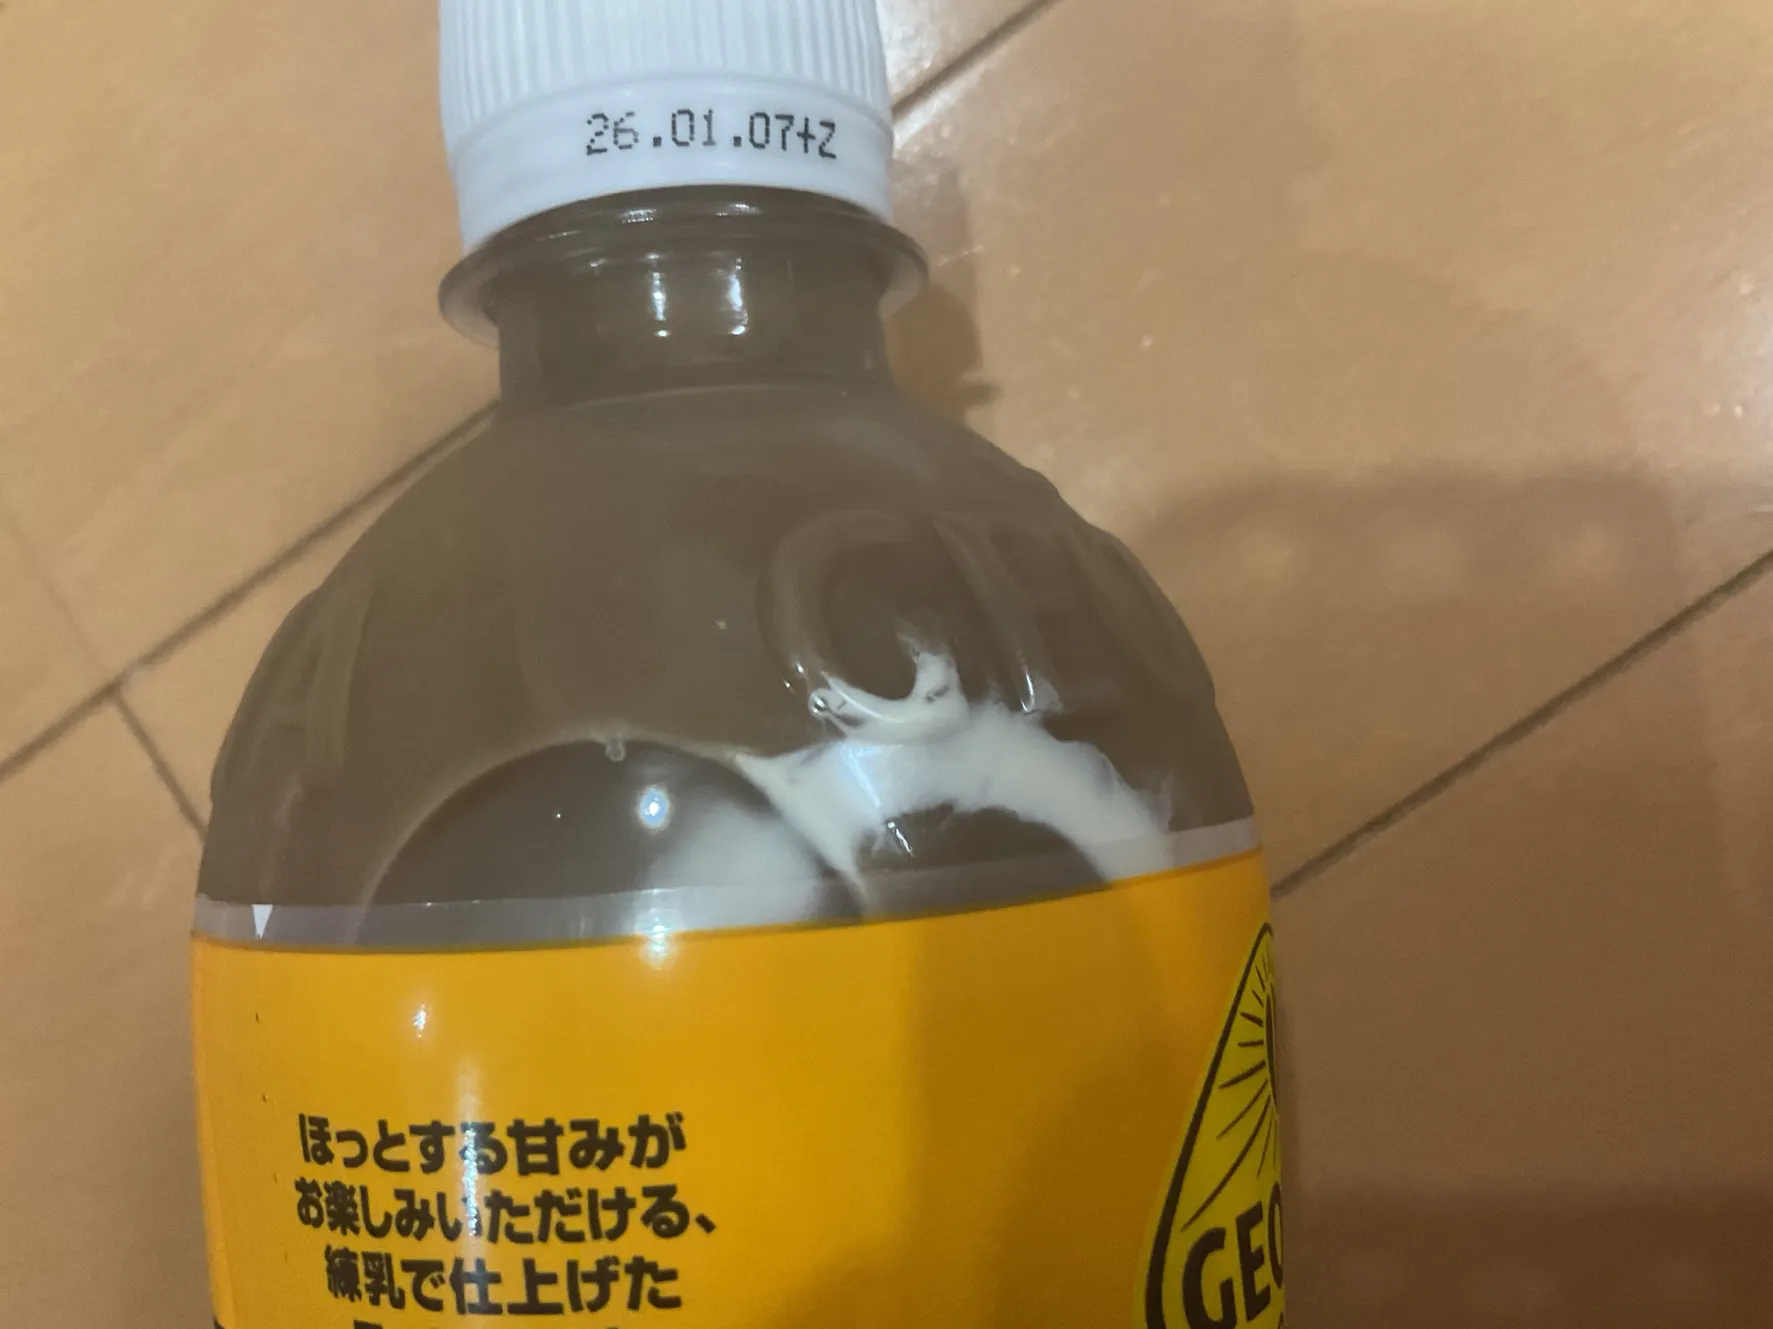 26.01.07+Z
ほっとする甘みが
お楽しみいただける、
練乳で仕上げた
GEO